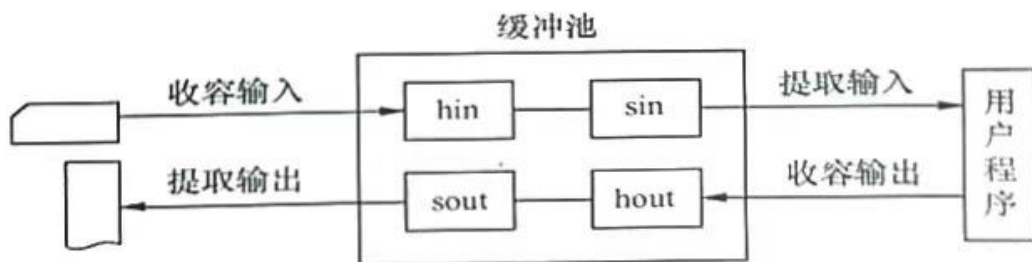 缓冲池
收容输入
hin
sin
提取输入
提取输出
sout
hout
收容输出
用户程序